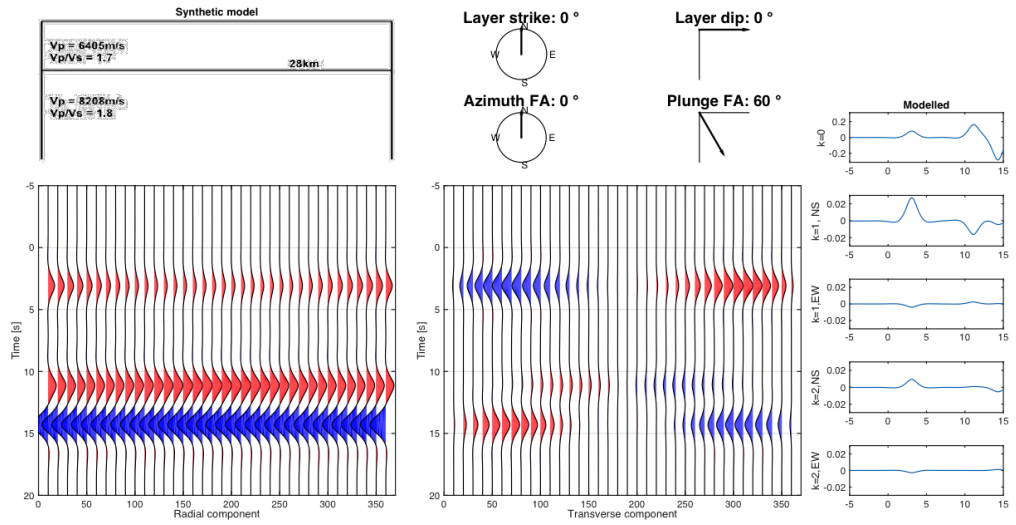 Synthetic model
Vp = 6405m/s
Vp/Vs = 1.7
28km
Vp = 8208m/s
Vp/Vs = 1.8
Layer strike: 0 °
N
W
E
S
Layer dip: 0 °
Azimuth FA: 0 °
N
W
E
S
Plunge FA: 60 °
Modelled
k=0
0.2
0
-0.2
-5 0 5 10 15
k=1, NS
0.02
0
-0.02
-5 0 5 10 15
k=1,EW
0.02
0
-0.02
-5 0 5 10 15
k=2,NS
0.02
0
-0.02
-5 0 5 10 15
k=2,EW
0.02
0
-0.02
-5 0 5 10 15
Time [s]
-5
0
5
10
15
20
0 50 100 150 200 250 300 350
Radial component
Time [s]
-5
0
5
10
15
20
0 50 100 150 200 250 300 350
Transverse component